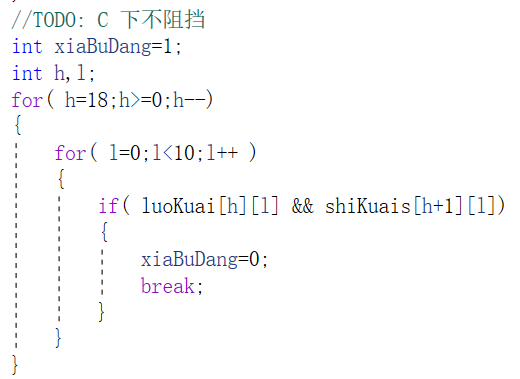 //TODO: C 下不阻挡
int xiaBuDang=1;
int h,l;
for( h=18;h>=0;h--)
{
    for( l=0;l<10;l++ )
    {
        if( luoKuai[h][l] && shiKuais[h+1][l])
        {
            xiaBuDang=0;
            break;
        }
    }
}